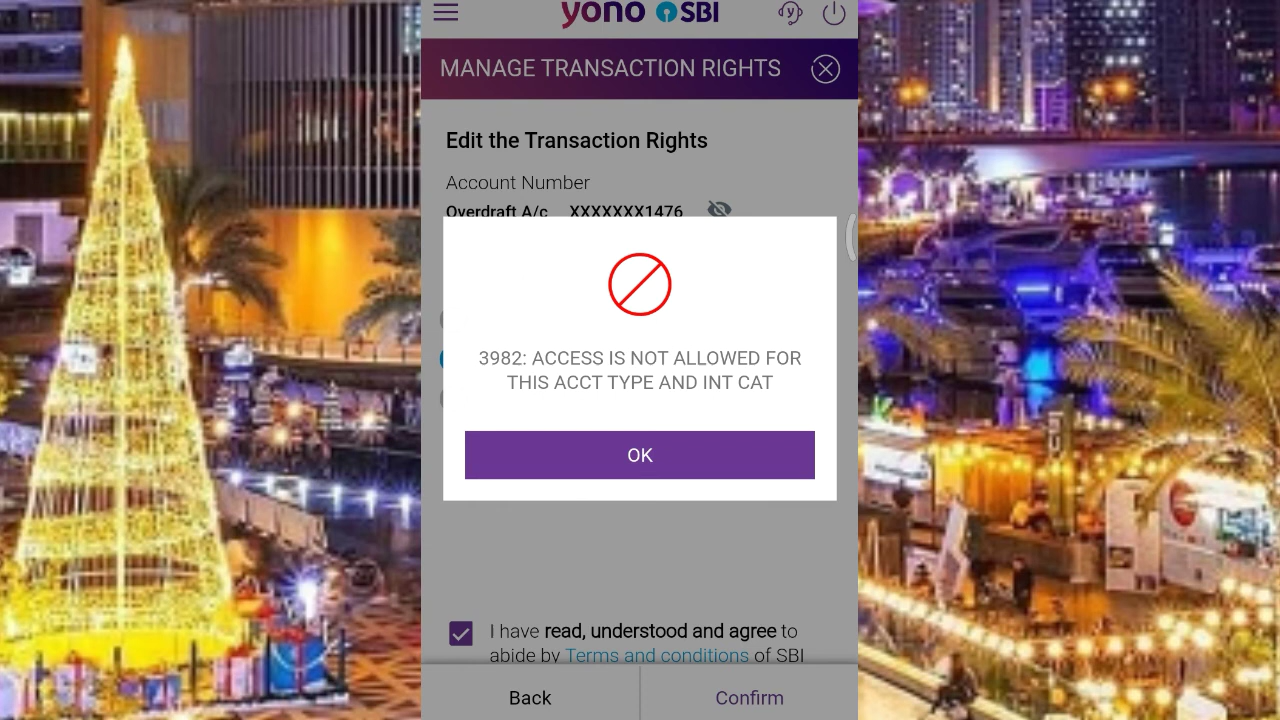 yono SBI
MANAGE TRANSACTION RIGHTS
Edit the Transaction Rights
Account Number
Overdraft A/c XXXXXXX1476
3982: ACCESS IS NOT ALLOWED FOR
THIS ACCT TYPE AND INT CAT
OK
I have read, understood and agree to
abide by Terms and conditions of SBI
Back
Confirm